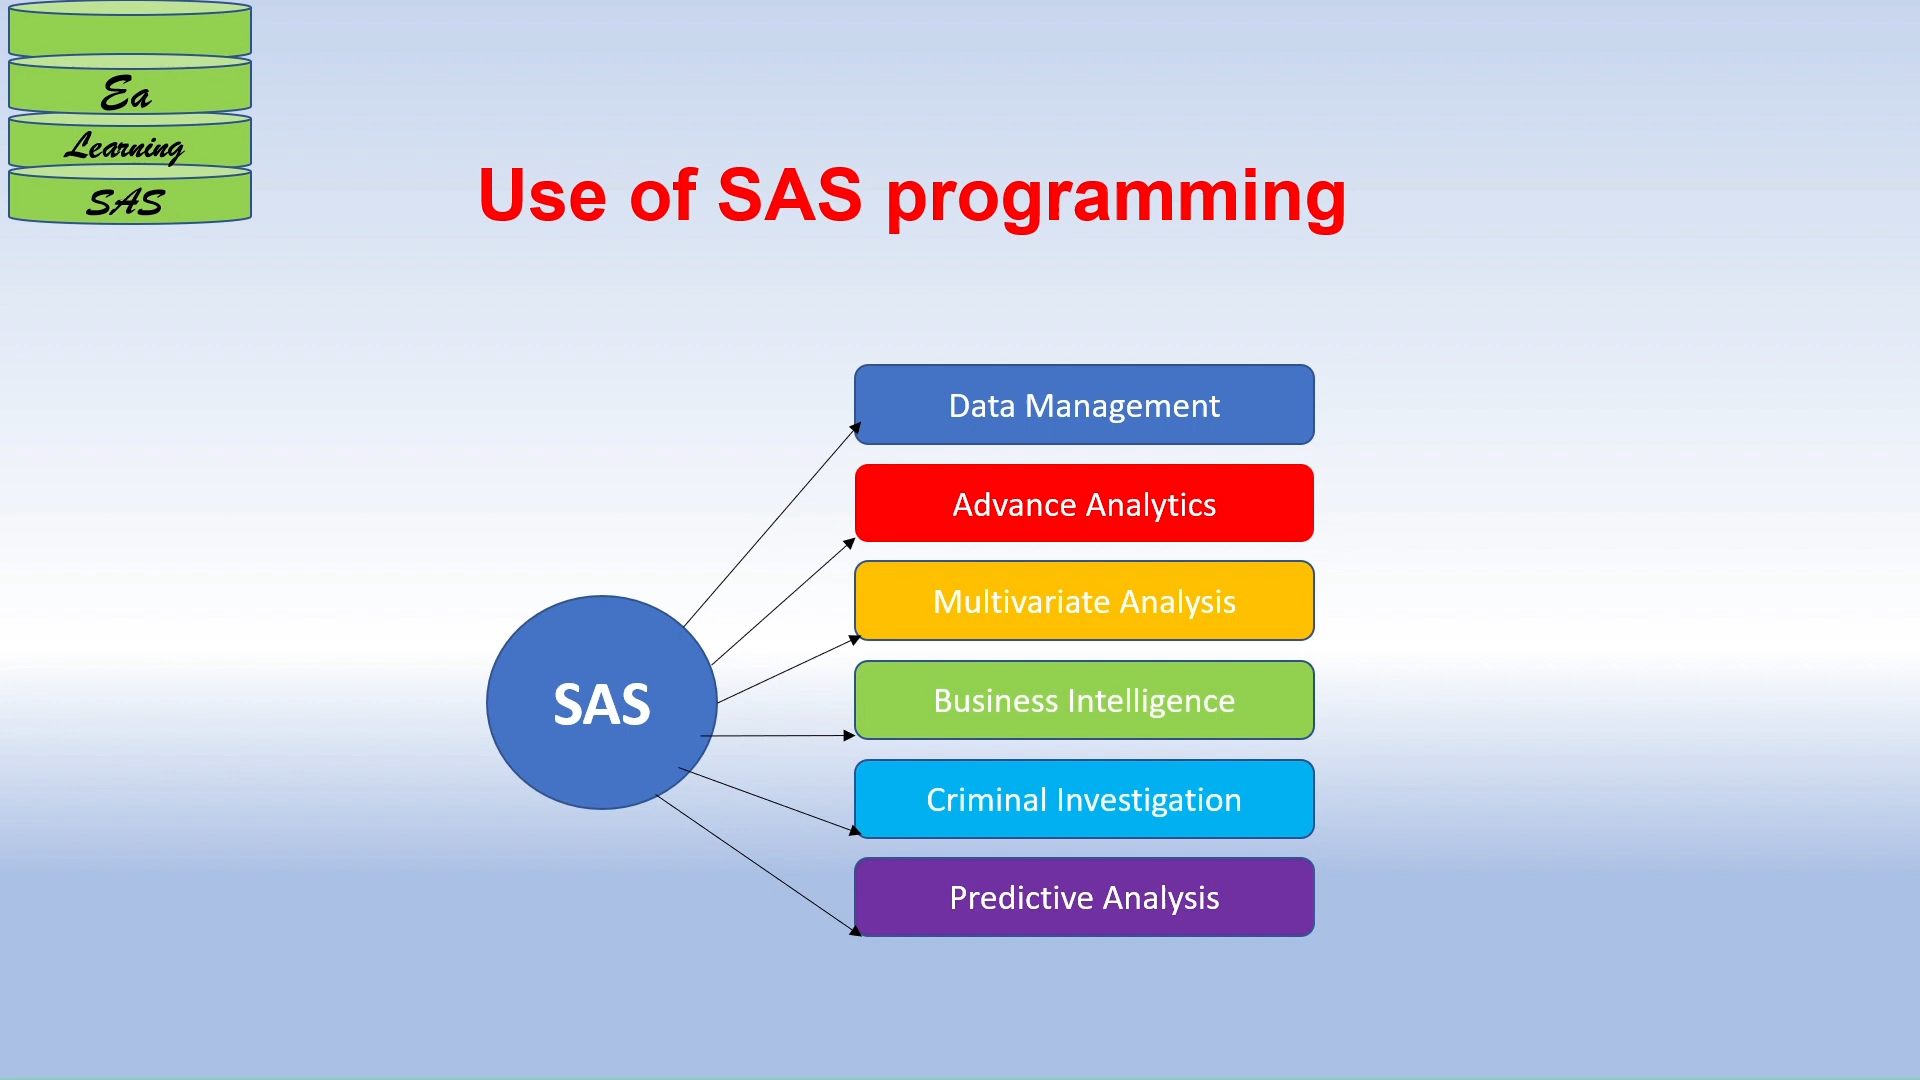 Ea
Learning
SAS
Use of SAS programming
Data Management
Advance Analytics
Multivariate Analysis
SAS
Business Intelligence
Criminal Investigation
Predictive Analysis